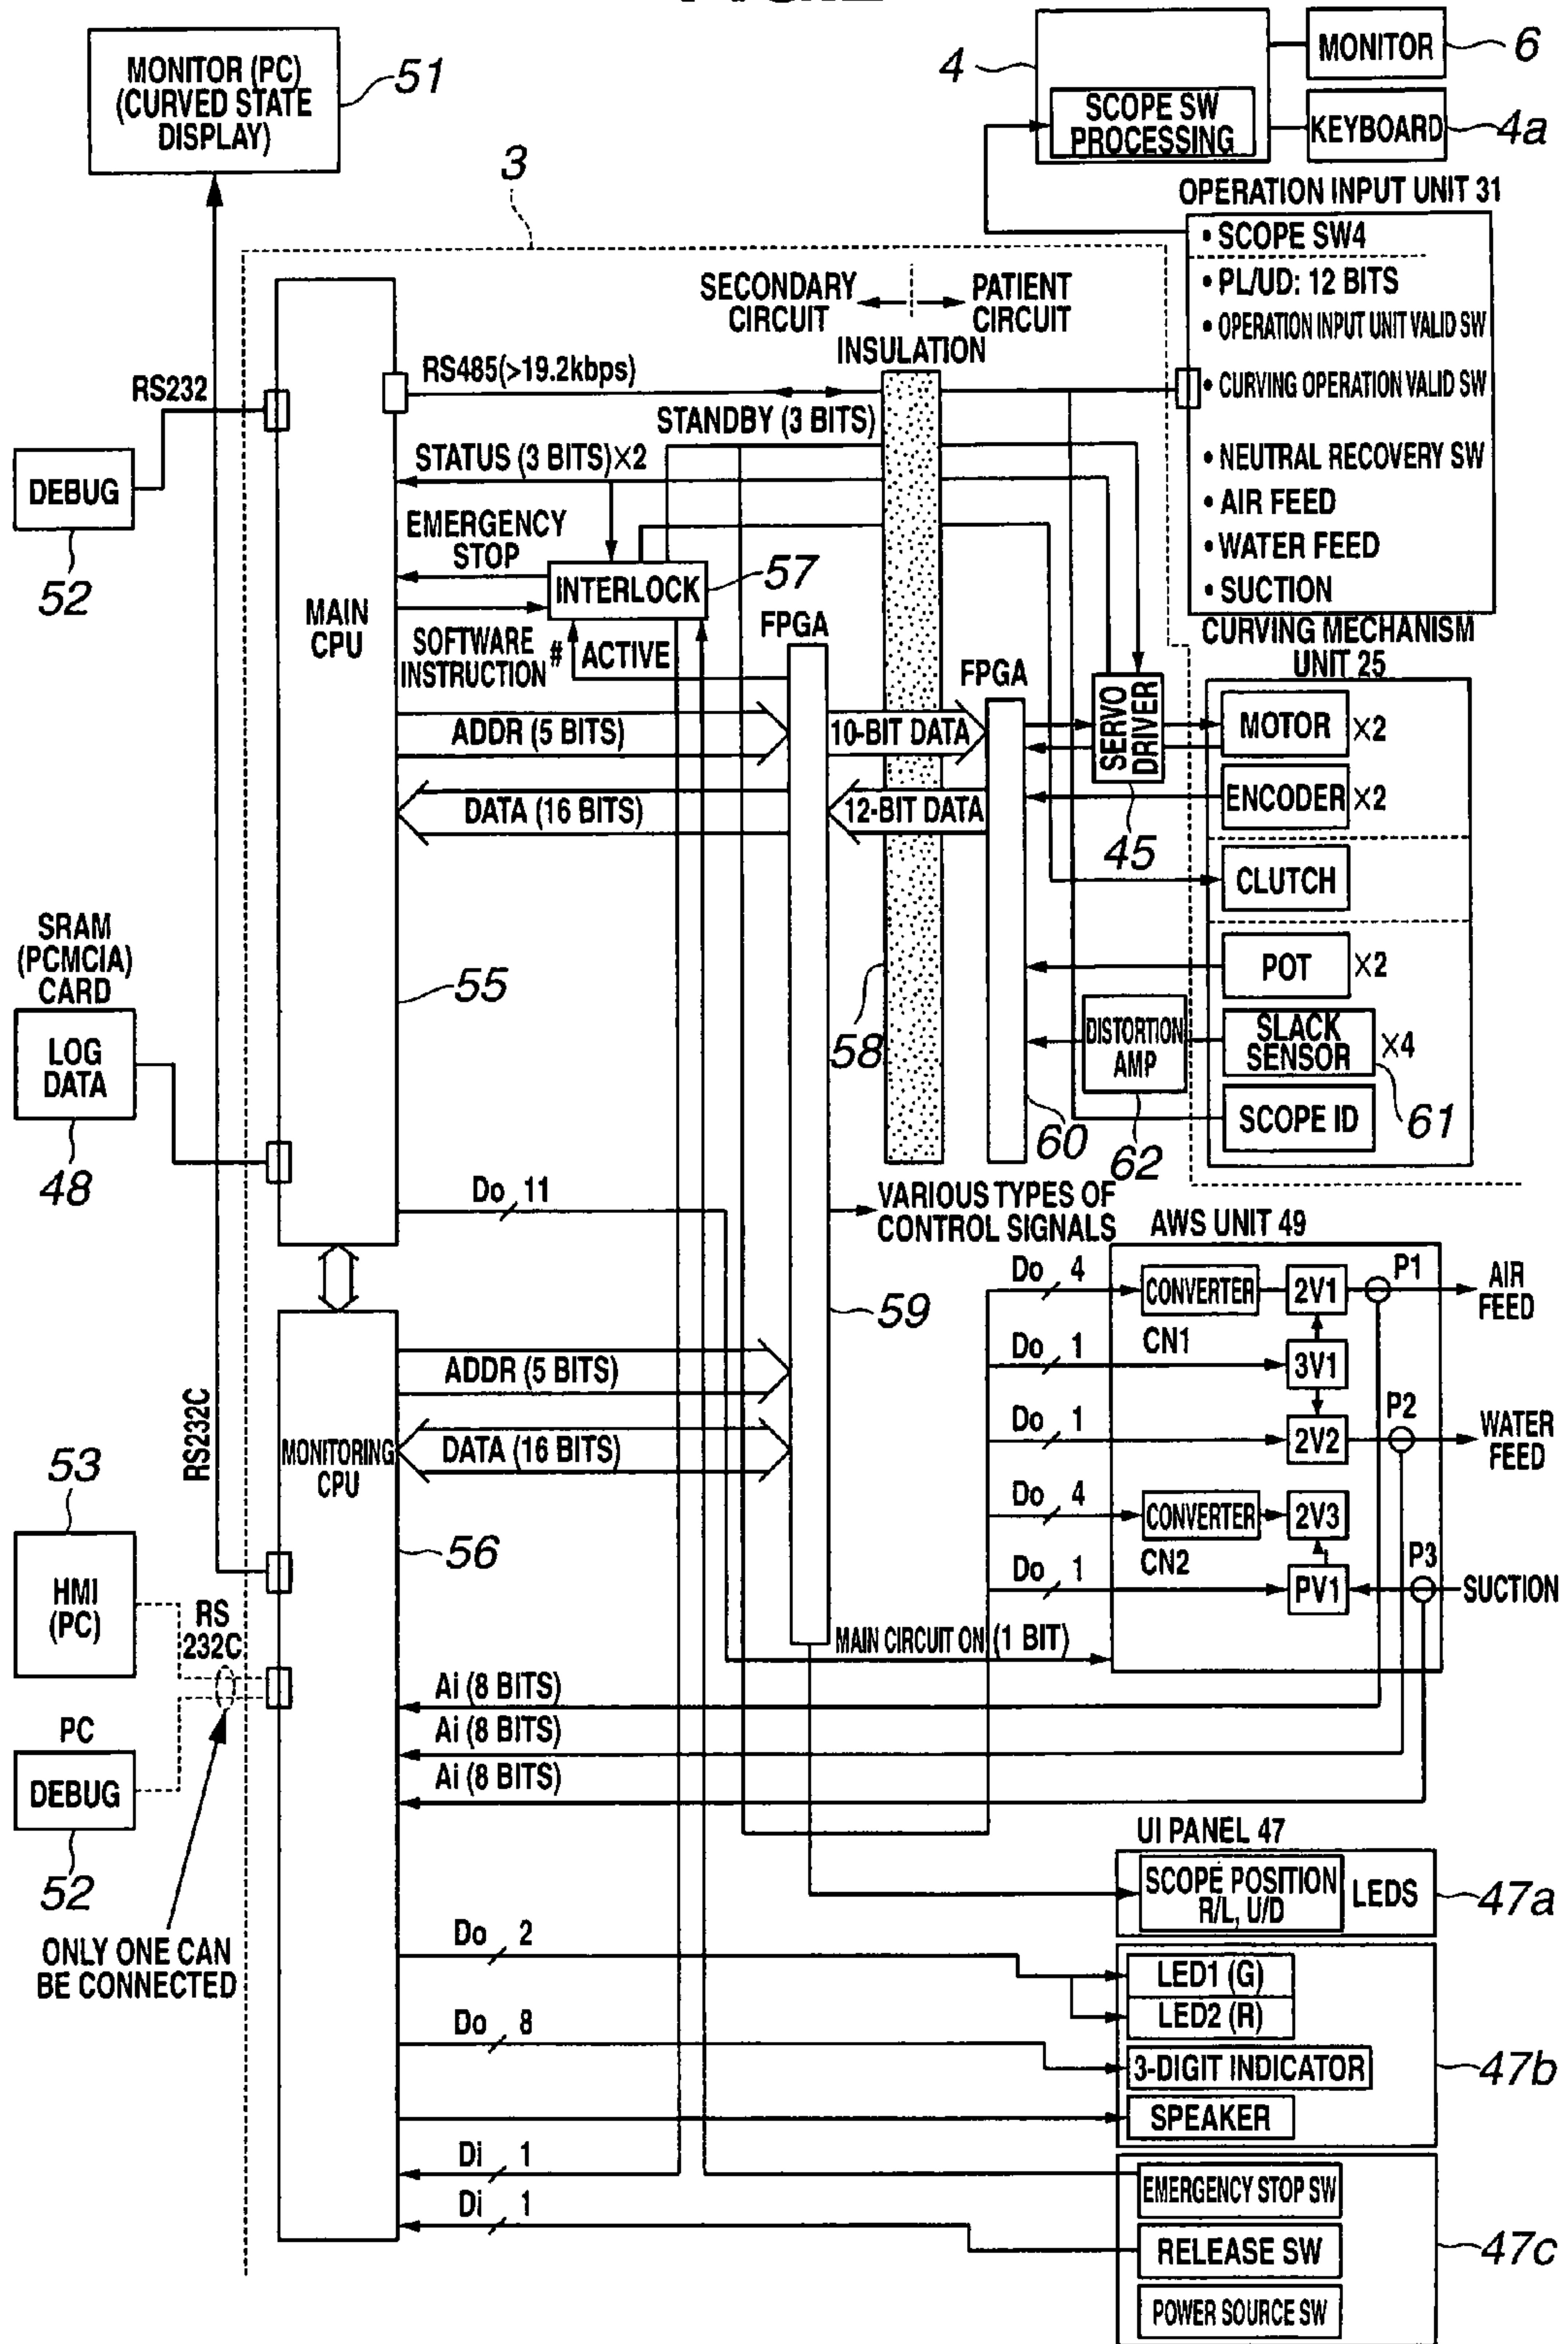 MONITOR (PC)
(CURVED STATE
DISPLAY)
51
4
SCOPE SW
PROCESSING
MONITOR
6
KEYBOARD
4a
3
OPERATION INPUT UNIT 31
• SCOPE SW4
• PL/UD: 12 BITS
• OPERATION INPUT UNIT VALID SW
• CURVING OPERATION VALID SW
• NEUTRAL RECOVERY SW
• AIR FEED
• WATER FEED
• SUCTION
SECONDARY
CIRCUIT
PATIENT
CIRCUIT
INSULATION
RS232
RS485(>19.2kbps)
STANDBY (3 BITS)
STATUS (3 BITS)×2
DEBUG
52
EMERGENCY
STOP
INTERLOCK
57
MAIN
CPU
SOFTWARE
INSTRUCTION
# ACTIVE
FPGA
FPGA
CURVING MECHANISM
UNIT 25
SERVO
DRIVER
45
MOTOR ×2
ENCODER ×2
CLUTCH
POT ×2
SLACK
SENSOR ×4
61
SCOPE ID
DISTORTION
AMP
62
ADDR (5 BITS)
10-BIT DATA
DATA (16 BITS)
12-BIT DATA
SRAM
(PCMCIA)
CARD
LOG
DATA
48
55
58
60
Do 11
VARIOUS TYPES OF
CONTROL SIGNALS
59
AWS UNIT 49
Do 4
CONVERTER
2V1
P1
AIR
FEED
CN1
Do 1
3V1
Do 1
2V2
P2
WATER
FEED
Do 4
CONVERTER
2V3
CN2
Do 1
PV1
P3
SUCTION
MAIN CIRCUIT ON (1 BIT)
ADDR (5 BITS)
DATA (16 BITS)
MONITORING
CPU
56
RS232C
53
HMI
(PC)
RS
232C
PC
DEBUG
52
ONLY ONE CAN
BE CONNECTED
Ai (8 BITS)
Ai (8 BITS)
Ai (8 BITS)
UI PANEL 47
SCOPE POSITION
R/L, U/D
LEDS
47a
Do 2
LED1 (G)
LED2 (R)
Do 8
3-DIGIT INDICATOR
47b
SPEAKER
Di 1
EMERGENCY STOP SW
Di 1
RELEASE SW
47c
POWER SOURCE SW